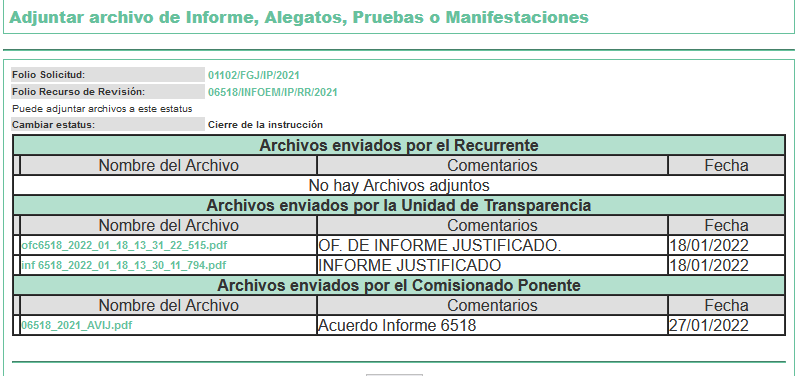 Adjuntar archivo de Informe, Alegatos, Pruebas o Manifestaciones
Folio Solicitud: 01102/FGJ/IP/2021
Folio Recurso de Revisión: 06518/INFOEM/IP/RR/2021
Puede adjuntar archivos a este estatus
Cambiar estatus: Cierre de la instrucción
Archivos enviados por el Recurrente
Nombre del Archivo Comentarios Fecha
No hay Archivos adjuntos
Archivos enviados por la Unidad de Transparencia
Nombre del Archivo Comentarios Fecha
ofc6518_2022_01_18_13_31_22_515.pdf OF. DE INFORME JUSTIFICADO. 18/01/2022
inf 6518_2022_01_18_13_30_11_794.pdf INFORME JUSTIFICADO 18/01/2022
Archivos enviados por el Comisionado Ponente
Nombre del Archivo Comentarios Fecha
06518_2021_AVIJ.pdf Acuerdo Informe 6518 27/01/2022